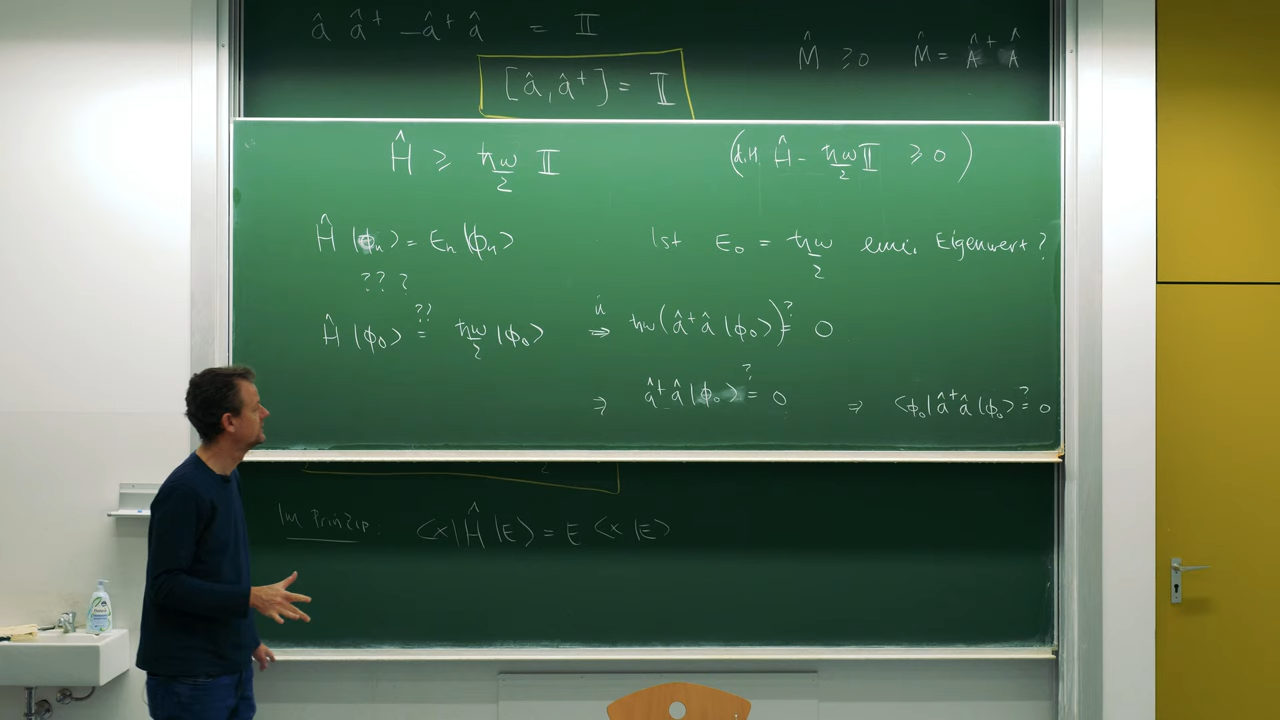 â â⁺ - â⁺ â = 𝟙
M̂ ⩾ 0 M̂ = Â⁺ Â
[â, â⁺] = 𝟙
Ĥ ≥ ħω/2 𝟙 (d.h. Ĥ - ħω/2 𝟙 ⩾ 0)
Ĥ |ϕₙ⟩ = Eₙ |ϕₙ⟩ Ist E₀ = ħω/2 ein Eigenwert?
???
Ĥ |ϕ₀⟩ ≟ ħω/2 |ϕ₀⟩ ⇒ ħω (â⁺ â |ϕ₀⟩) ≟ 0
⇒ â⁺ â |ϕ₀⟩ ≟ 0 ⇒ ⟨ϕ₀| â⁺ â |ϕ₀⟩ ≟ 0
2
Im Prinzip: ⟨x| Ĥ |E⟩ = E ⟨x|E⟩